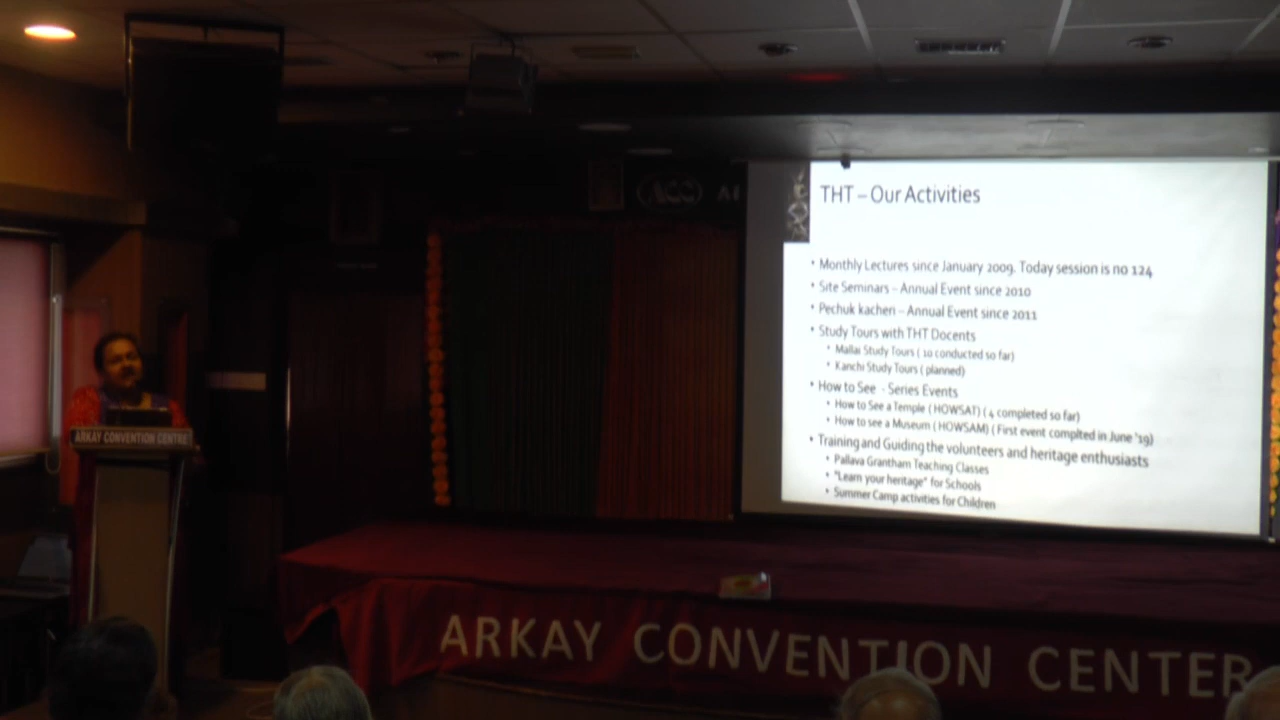 ACC
THT – Our Activities
• Monthly Lectures since January 2009. Today session is no 124
• Site Seminars – Annual Event since 2010
• Pechuk kacheri – Annual Event since 2011
• Study Tours with THT Docents
• Mallai Study Tours ( 10 conducted so far)
• Kanchi Study Tours ( planned)
• How to See - Series Events
• How to See a Temple ( HOWSAT) ( 4 completed so far)
• How to see a Museum ( HOWSAM) ( First event complted in June '19)
• Training and Guiding the volunteers and heritage enthusiasts
• Pallava Grantham Teaching Classes
• "Learn your heritage" for Schools
• Summer Camp activities for Children
ARKAY CONVENTION CENTRE
ARKAY CONVENTION CENTER